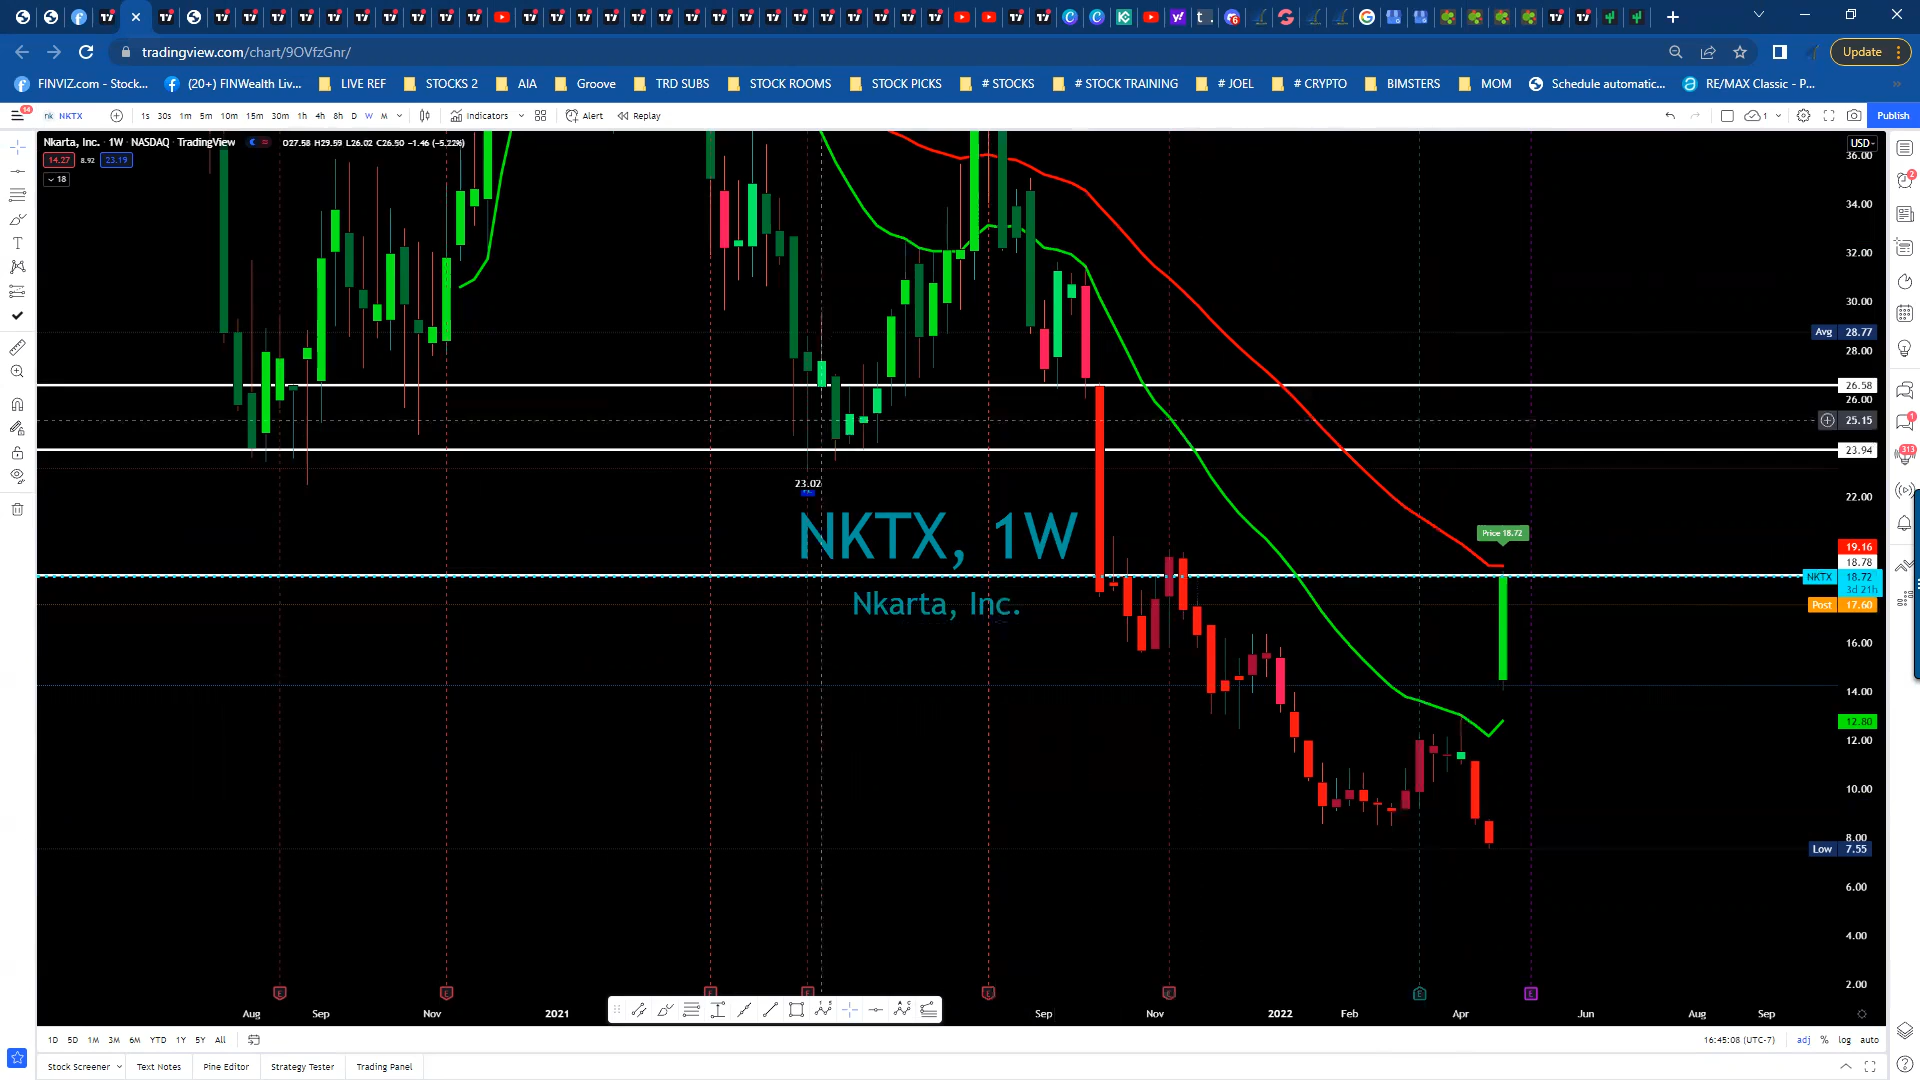 tradingview.com/chart/9OVfzGnr/
Update
FINVIZ.com - Stock...
(20+) FINWealth Liv...
LIVE REF
STOCKS 2
AIA
Groove
TRD SUBS
STOCK ROOMS
STOCK PICKS
# STOCKS
# STOCK TRAINING
# JOEL
# CRYPTO
BIMSTERS
MOM
Schedule automatic...
RE/MAX Classic - P...
14
nk NKTX
1s 30s 1m 5m 10m 15m 30m 1h 4h 8h D W M
Indicators
Alert
Replay
1
Publish
Nkarta, Inc. · 1W · NASDAQ · TradingView
O27.58 H29.59 L26.02 C26.50 −1.46 (−5.22%)
14.27 8.92 23.19
18
USD
36.00
34.00
32.00
30.00
Avg 28.77
28.00
26.58
26.00
25.15
23.94
23.02
22.00
NKTX, 1W
Nkarta, Inc.
Price 18.72
19.16
18.78
NKTX 18.72
3d 21h
Post 17.60
16.00
14.00
12.80
12.00
10.00
8.00
Low 7.55
6.00
4.00
2.00
2
1
313
E E E E E E E E
Aug Sep Nov 2021 Sep Nov 2022 Feb Apr Jun Aug Sep
1D 5D 1M 3M 6M YTD 1Y 5Y All
16:45:08 (UTC-7)
adj % log auto
Stock Screener
Text Notes
Pine Editor
Strategy Tester
Trading Panel